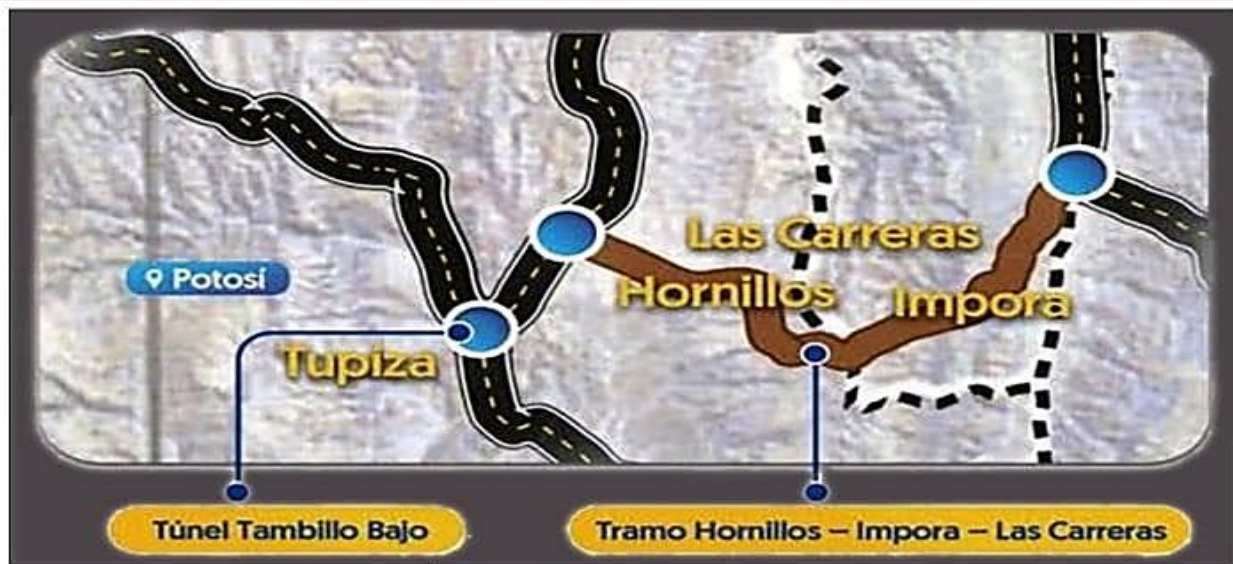 Las Carreras
Potosí
Hornillos
Impora
Tupiza
Túnel Tambillo Bajo
Tramo Hornillos – Impora – Las Carreras